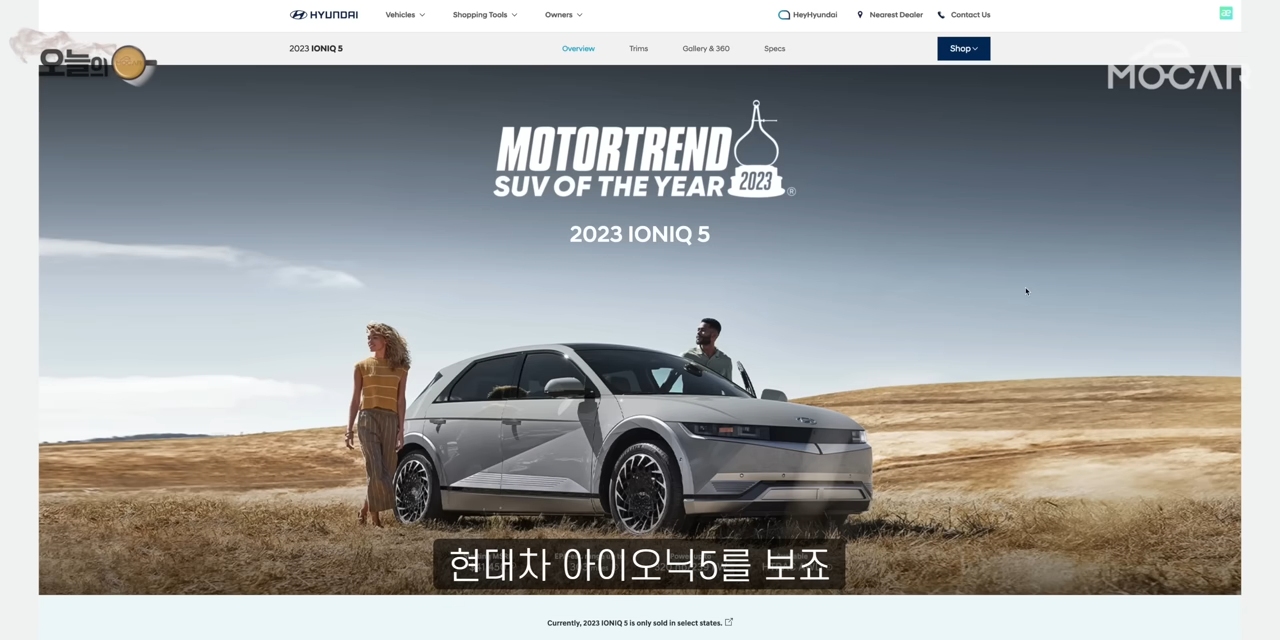 HYUNDAI
Vehicles
Shopping Tools
Owners
HeyHyundai
Nearest Dealer
Contact Us
æ
오늘의
2023 IONIQ 5
Overview
Trims
Gallery & 360
Specs
Shop
MOCAR
MOTORTREND
SUV OF THE YEAR 2023®
2023 IONIQ 5
현대차 아이오닉5를 보죠
Currently, 2023 IONIQ 5 is only sold in select states.